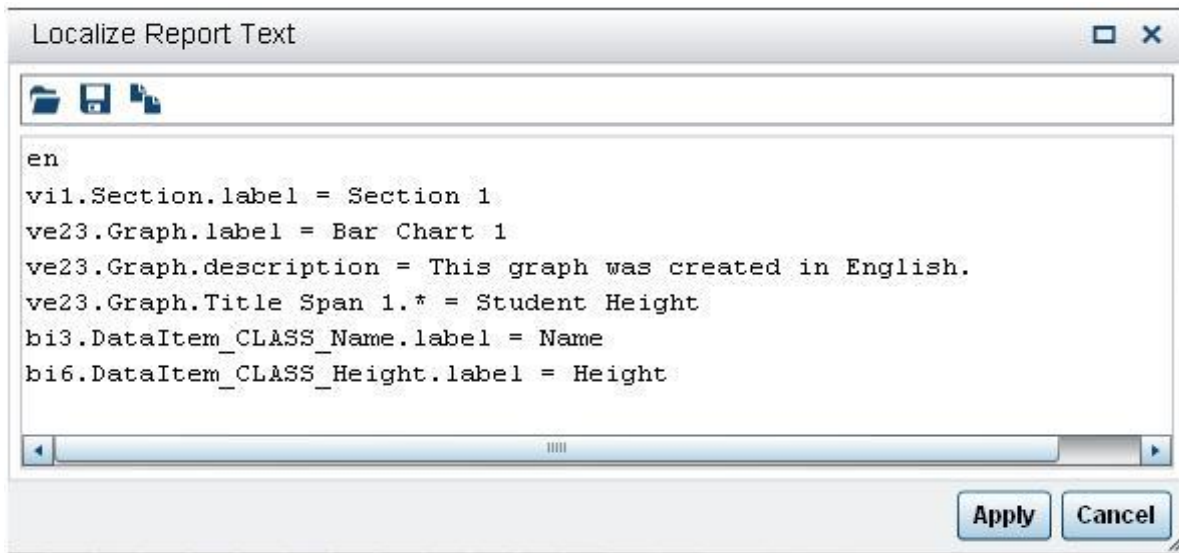 Localize Report Text
en
vi1.Section.label = Section 1
ve23.Graph.label = Bar Chart 1
ve23.Graph.description = This graph was created in English.
ve23.Graph.Title Span 1.* = Student Height
bi3.DataItem_CLASS_Name.label = Name
bi6.DataItem_CLASS_Height.label = Height
Apply Cancel